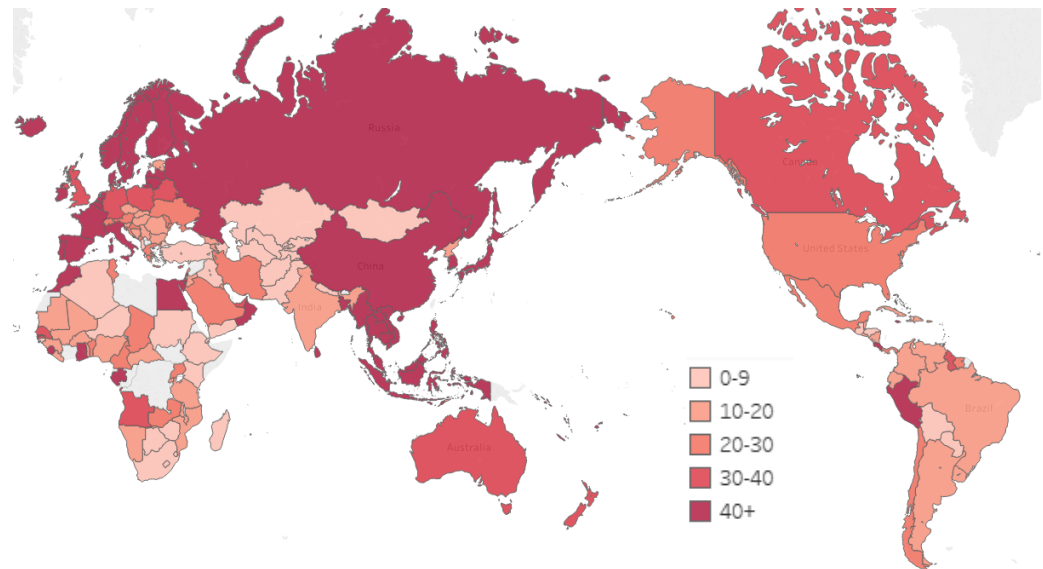 Russia
Canada
China
United States
India
Australia
Brazil
0-9
10-20
20-30
30-40
40+